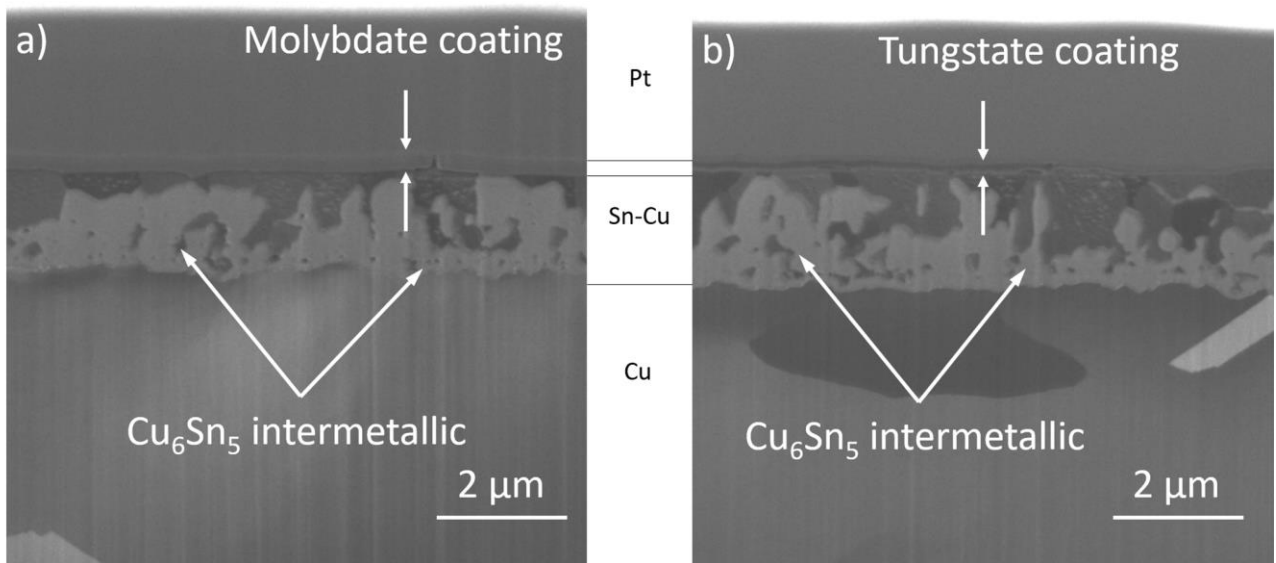 a)
Molybdate coating
Cu₆Sn₅ intermetallic
2 µm
Pt
Sn-Cu
Cu
b)
Tungstate coating
Cu₆Sn₅ intermetallic
2 µm